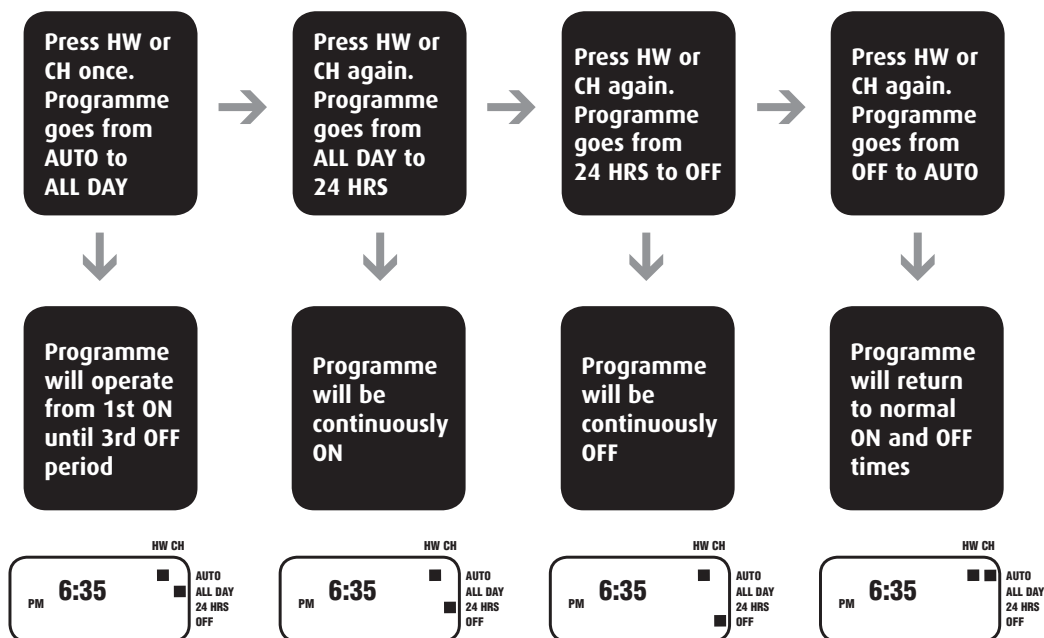 Press HW or
CH once.
Programme
goes from
AUTO to
ALL DAY
Press HW or
CH again.
Programme
goes from
ALL DAY to
24 HRS
Press HW or
CH again.
Programme
goes from
24 HRS to OFF
Press HW or
CH again.
Programme
goes from
OFF to AUTO
Programme
will operate
from 1st ON
until 3rd OFF
period
Programme
will be
continuously
ON
Programme
will be
continuously
OFF
Programme
will return
to normal
ON and OFF
times
HW CH
PM 6:35
AUTO
ALL DAY
24 HRS
OFF
HW CH
PM 6:35
AUTO
ALL DAY
24 HRS
OFF
HW CH
PM 6:35
AUTO
ALL DAY
24 HRS
OFF
HW CH
PM 6:35
AUTO
ALL DAY
24 HRS
OFF